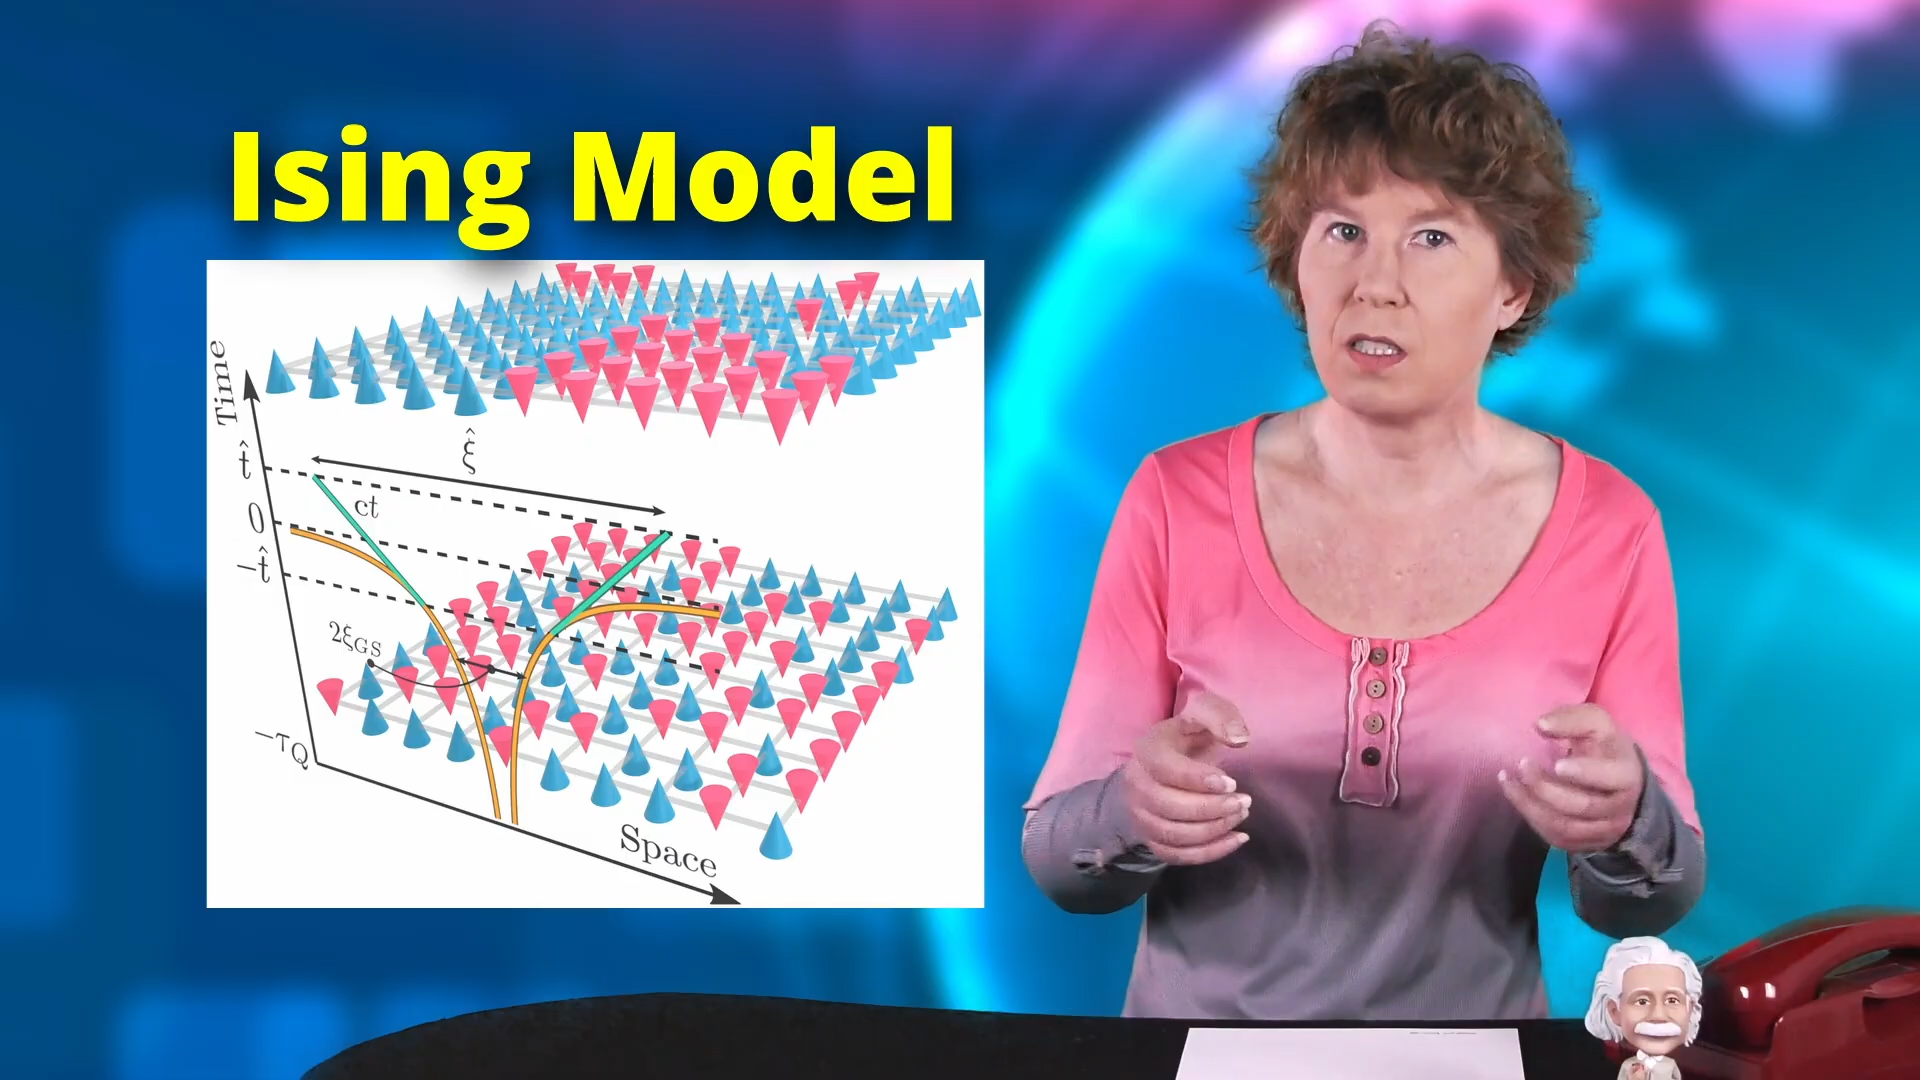 Ising Model
Time
ξ̂
t̂
ct
0
−t̂
2ξGS
−τQ
Space